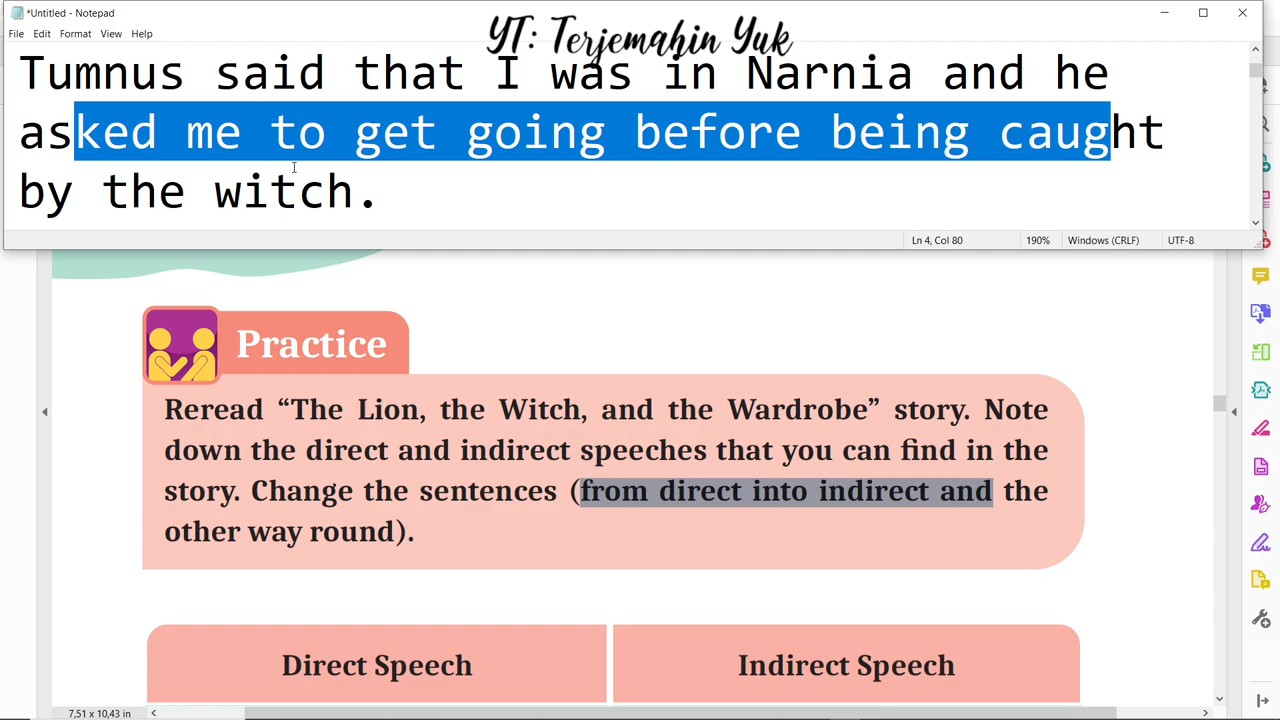 *Untitled - Notepad
File Edit Format View Help
YT: Terjemahin Yuk
Tumnus said that I was in Narnia and he
asked me to get going before being caught
by the witch.
Ln 4, Col 80 190% Windows (CRLF) UTF-8
Practice
Reread “The Lion, the Witch, and the Wardrobe” story. Note
down the direct and indirect speeches that you can find in the
story. Change the sentences (from direct into indirect and the
other way round).
Direct Speech Indirect Speech
7,51 x 10,43 in